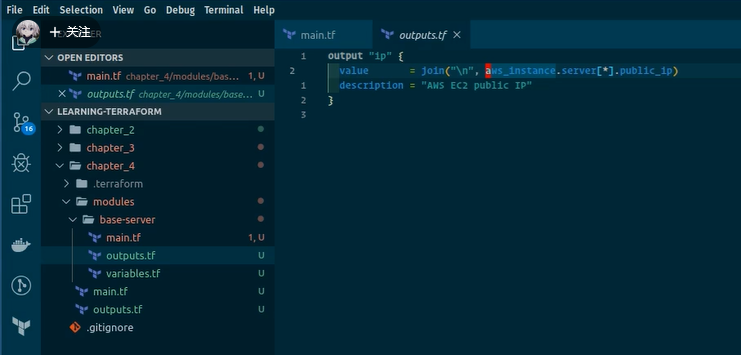 File Edit Selection View Go Debug Terminal Help
关注
OPEN EDITORS
main.tf chapter_4/modules/bas... 1, U
outputs.tf chapter_4/modules/base... U
LEARNING-TERRAFORM
chapter_2
chapter_3
chapter_4
.terraform
modules
base-server
main.tf 1, U
outputs.tf U
variables.tf U
main.tf U
outputs.tf U
.gitignore
16
main.tf outputs.tf
1 output "ip" {
2 value = join("\n", aws_instance.server[*].public_ip)
1 description = "AWS EC2 public IP"
2 }
3